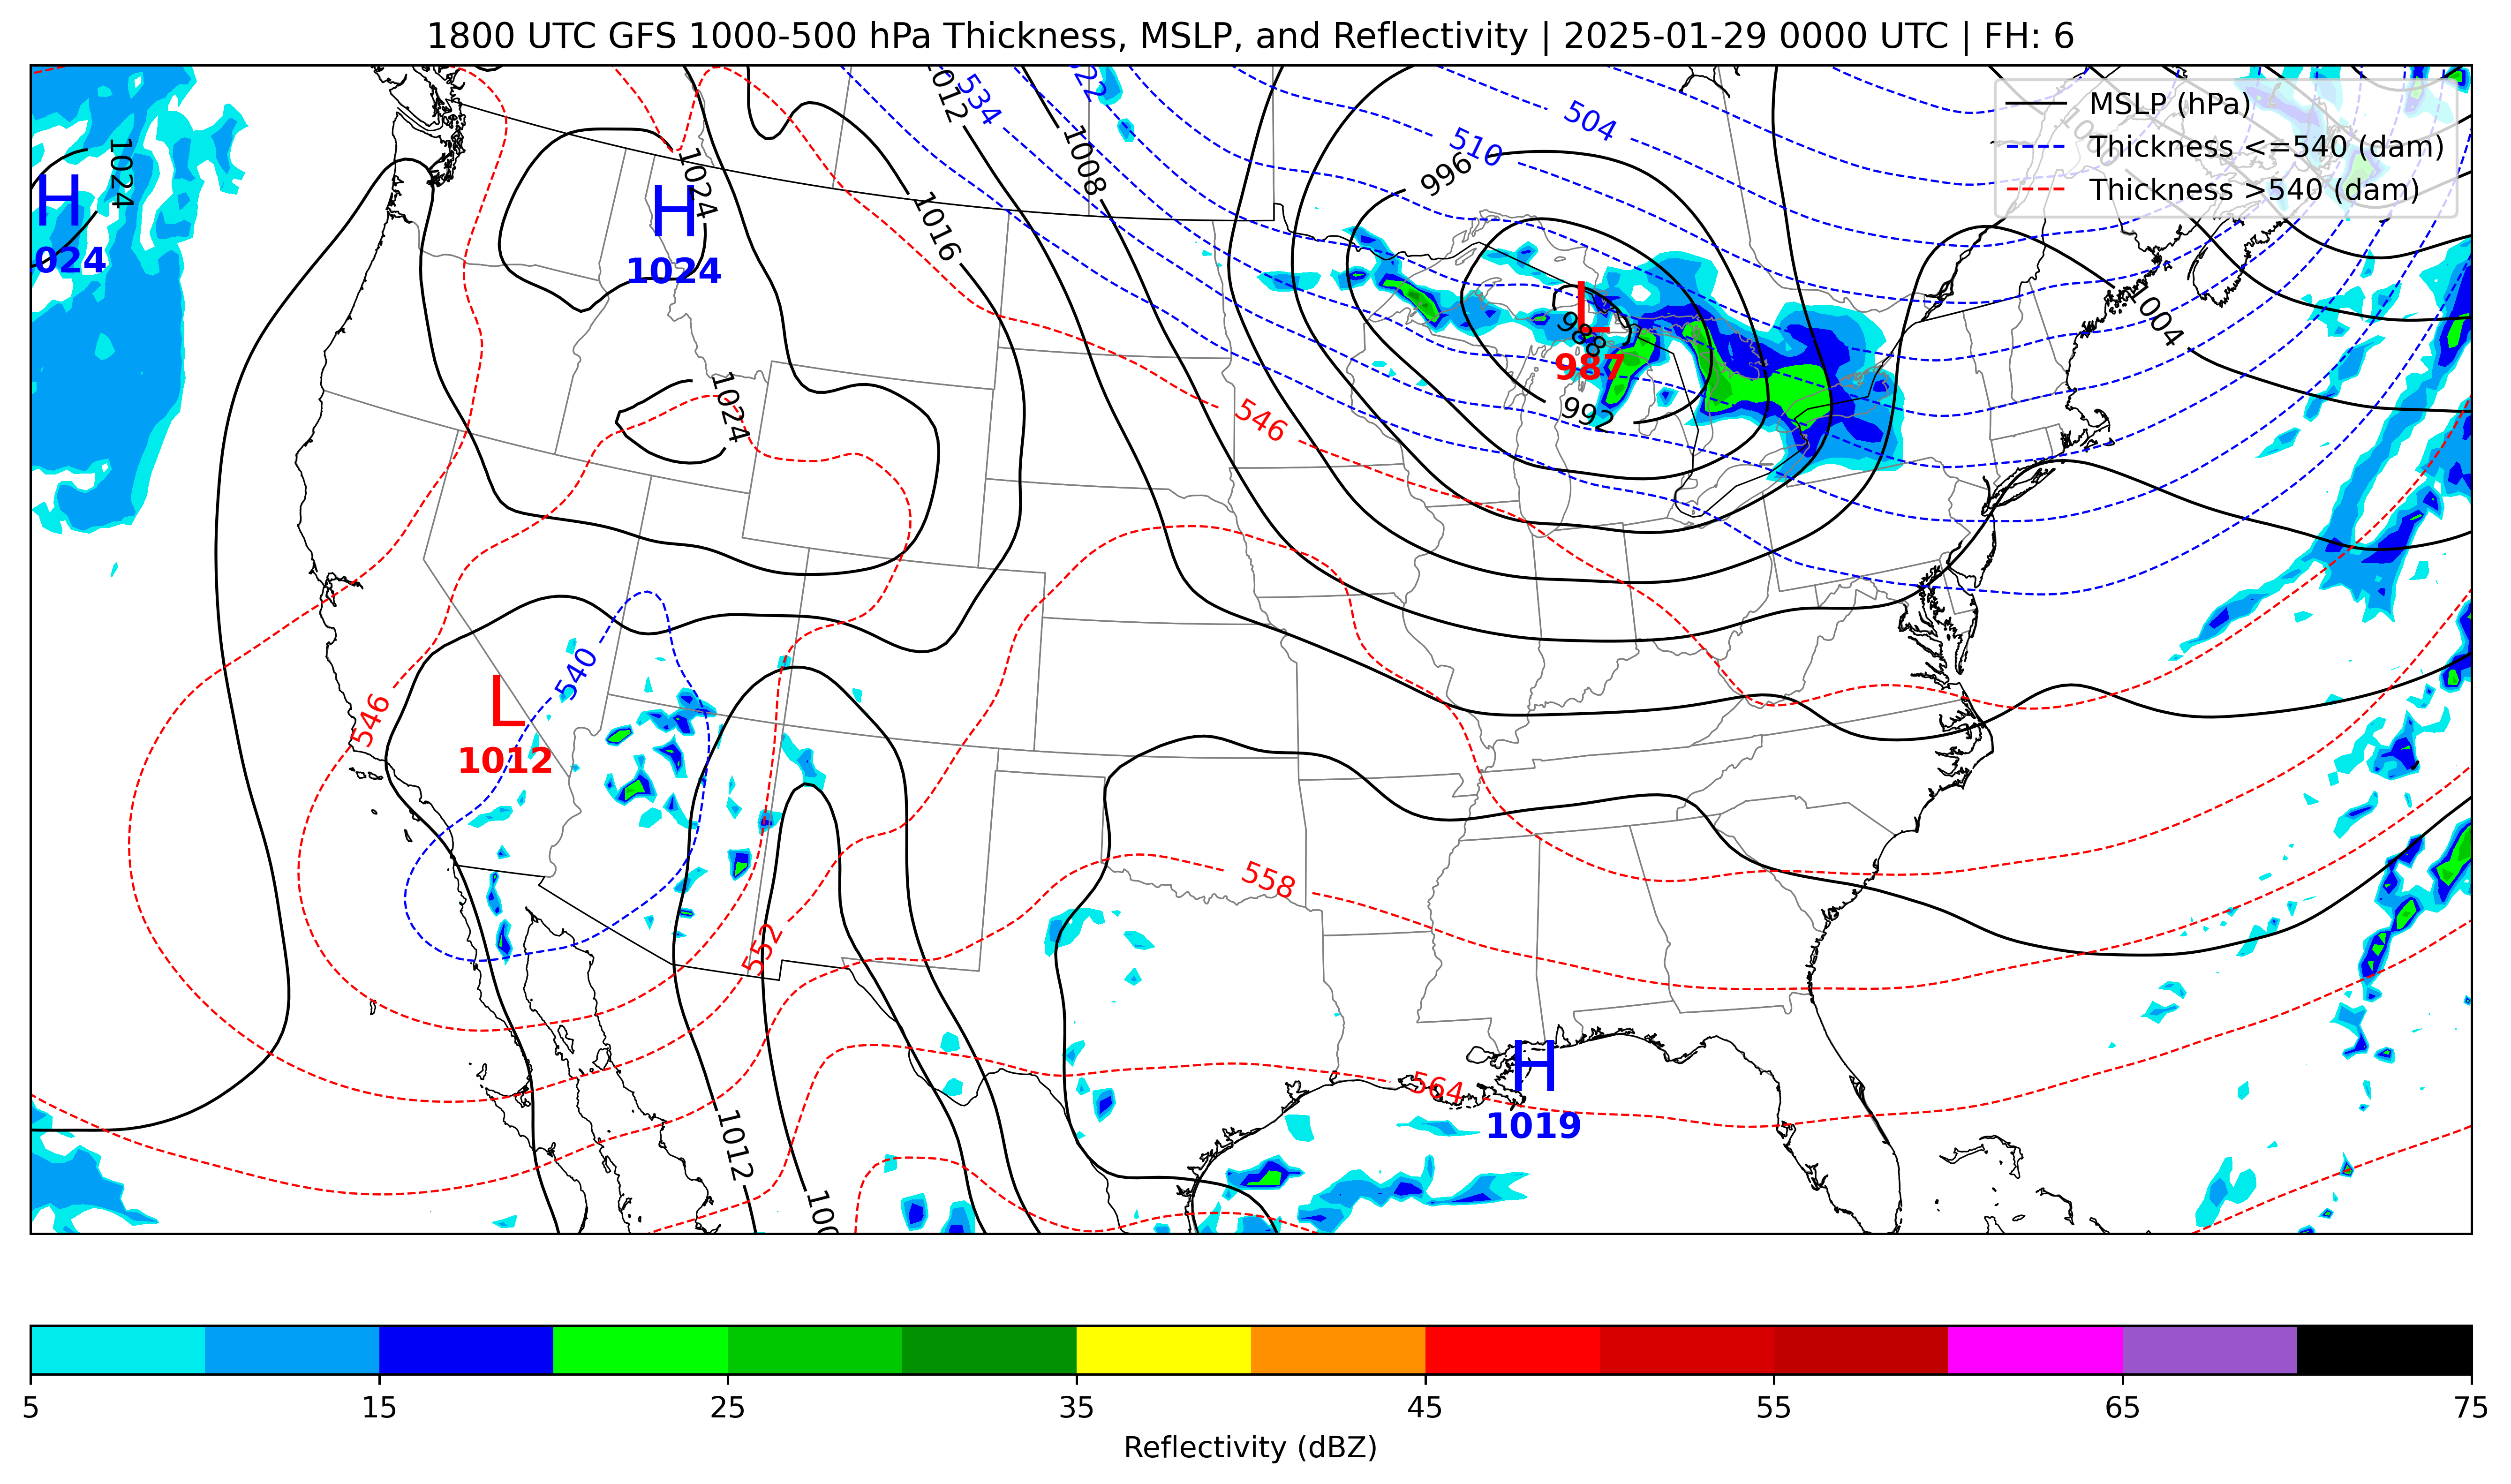 1800 UTC GFS 1000-500 hPa Thickness, MSLP, and Reflectivity | 2025-01-29 0000 UTC | FH: 6
MSLP (hPa)
Thickness <=540 (dam)
Thickness >540 (dam)
1012
534
522
504
510
996
1008
1024
H
024
1024
H
1024
1016
L
988
987
992
1004
1024
546
540
546
L
1012
558
552
564
H
1019
1012
100
5 15 25 35 45 55 65 75
Reflectivity (dBZ)